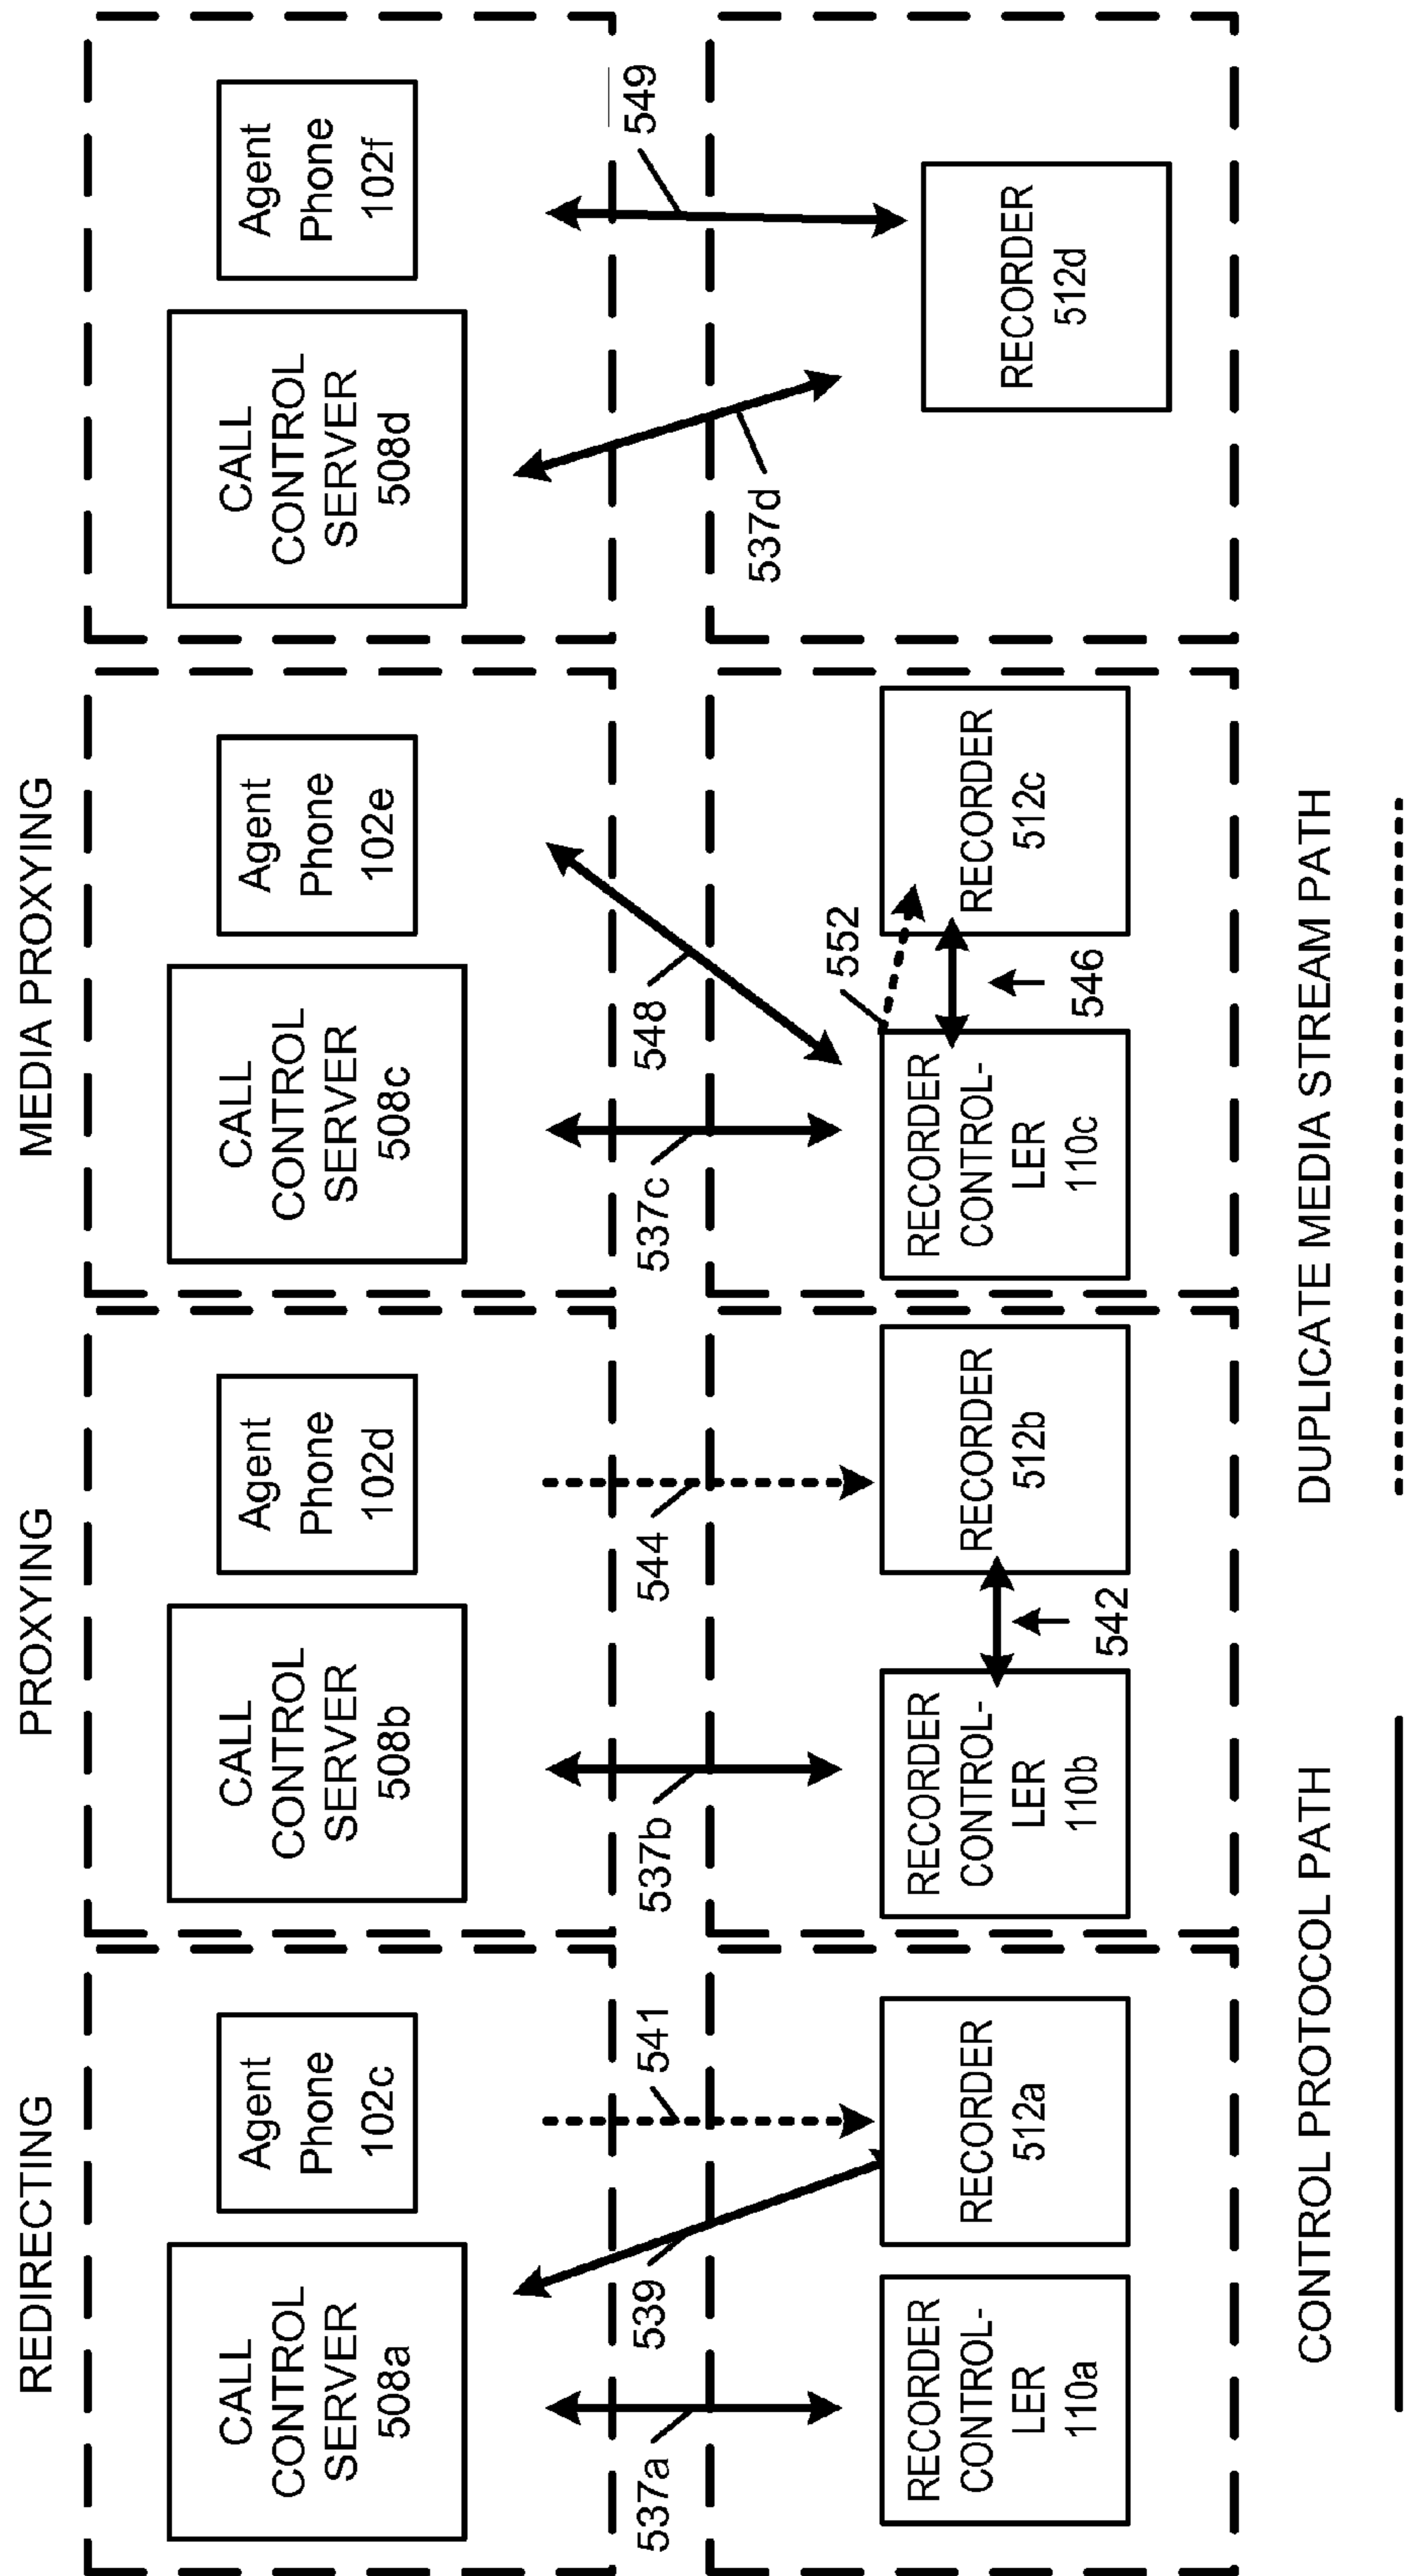 REDIRECTING
PROXYING
MEDIA PROXYING
CALL
CONTROL
SERVER
508a
Agent
Phone
102c
CALL
CONTROL
SERVER
508b
Agent
Phone
102d
CALL
CONTROL
SERVER
508c
Agent
Phone
102e
CALL
CONTROL
SERVER
508d
Agent
Phone
102f
537a
539
541
537b
544
537c
548
537d
549
RECORDER
CONTROL-
LER
110a
RECORDER
512a
RECORDER
CONTROL-
LER
110b
542
RECORDER
512b
RECORDER
CONTROL-
LER
110c
552
546
RECORDER
512c
RECORDER
512d
CONTROL PROTOCOL PATH
DUPLICATE MEDIA STREAM PATH